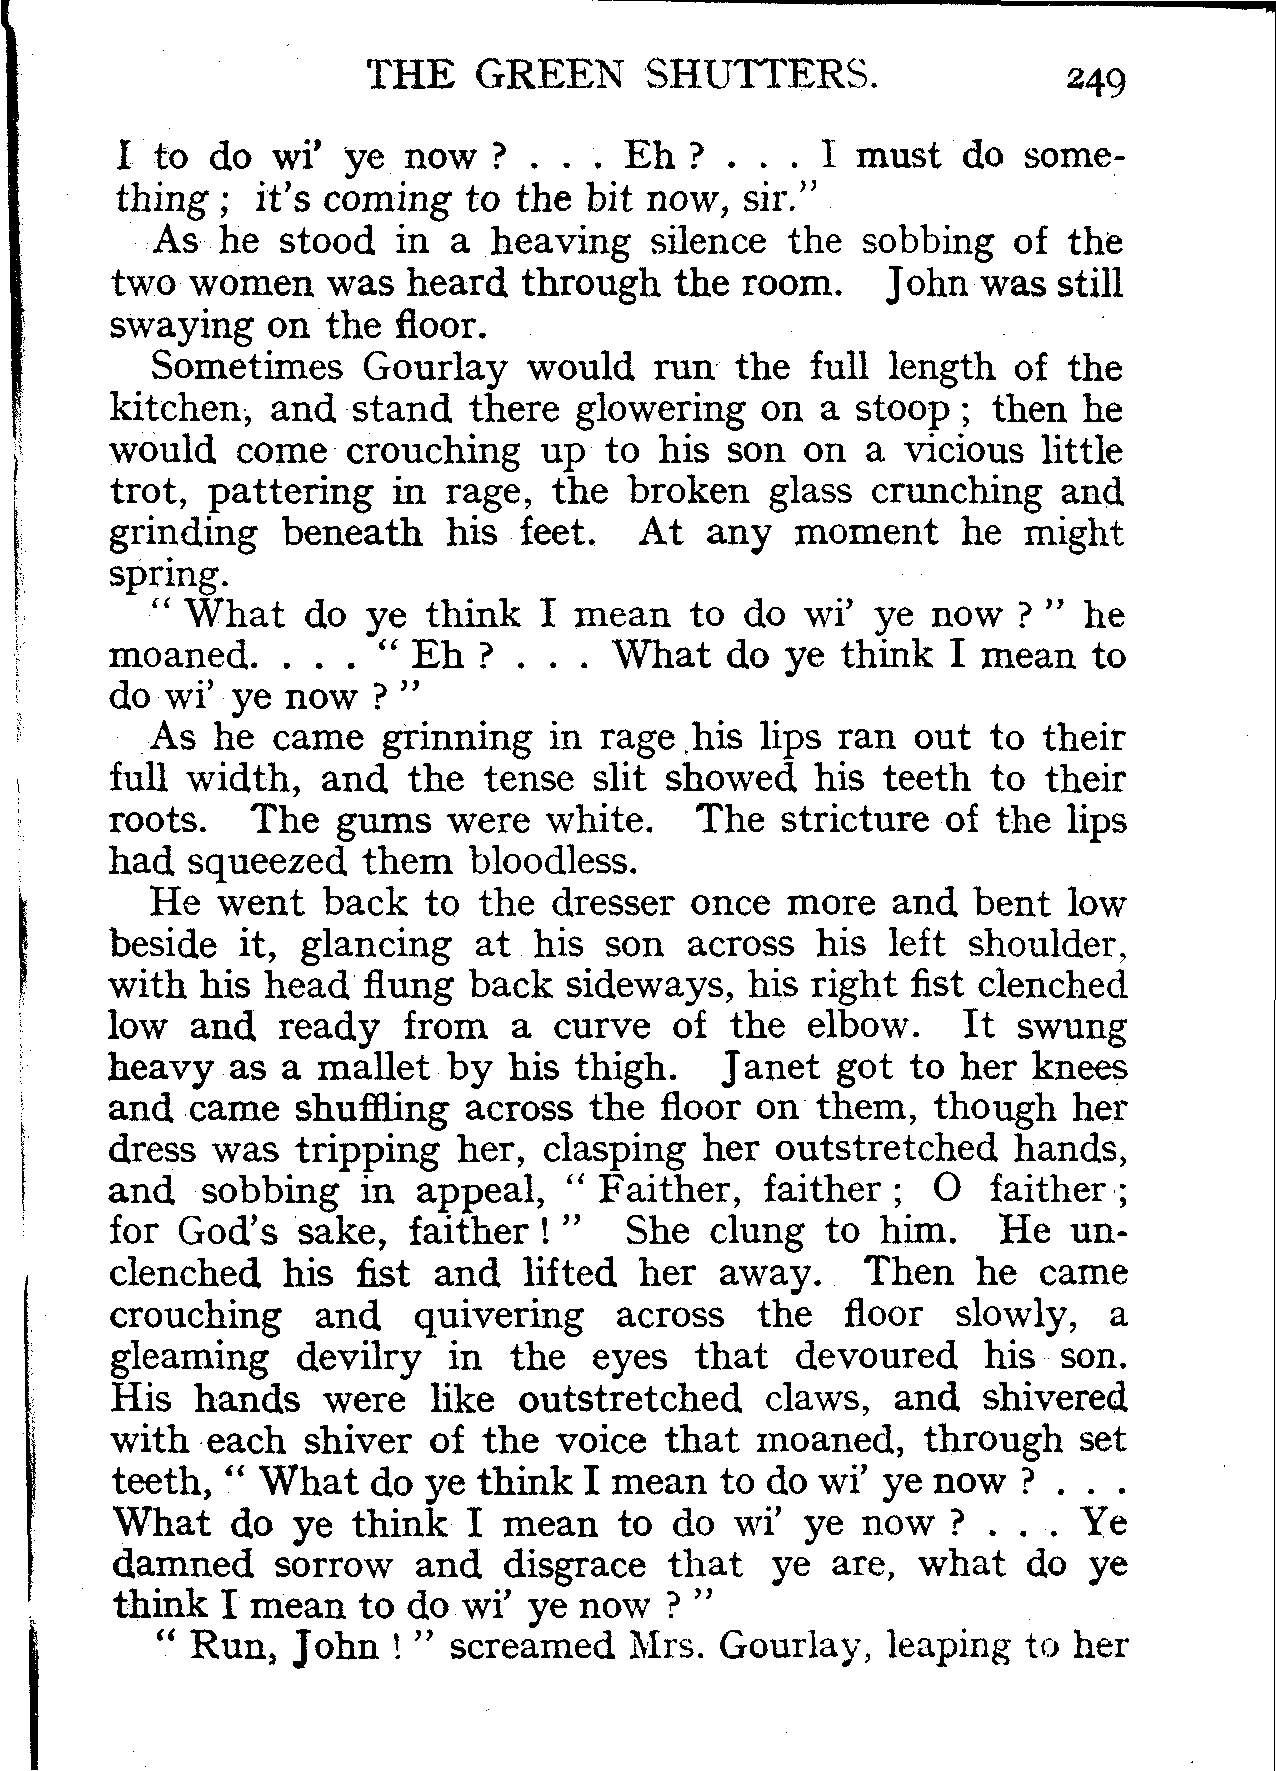 THE GREEN SHUTTERS. 249
I to do wi' ye now ? . . . Eh ? . . . I must do some-
thing ; it's coming to the bit now, sir."
As he stood in a heaving silence the sobbing of the
two women was heard through the room. John was still
swaying on the floor.
Sometimes Gourlay would run the full length of the
kitchen, and stand there glowering on a stoop ; then he
would come crouching up to his son on a vicious little
trot, pattering in rage, the broken glass crunching and
grinding beneath his feet. At any moment he might
spring.
" What do ye think I mean to do wi' ye now ? " he
moaned. . . . " Eh ? . . . What do ye think I mean to
do wi' ye now ? "
As he came grinning in rage his lips ran out to their
full width, and the tense slit showed his teeth to their
roots. The gums were white. The stricture of the lips
had squeezed them bloodless.
He went back to the dresser once more and bent low
beside it, glancing at his son across his left shoulder,
with his head flung back sideways, his right fist clenched
low and ready from a curve of the elbow. It swung
heavy as a mallet by his thigh. Janet got to her knees
and came shuffling across the floor on them, though her
dress was tripping her, clasping her outstretched hands,
and sobbing in appeal, " Faither, faither ; O faither ;
for God's sake, faither ! " She clung to him. He un-
clenched his fist and lifted her away. Then he came
crouching and quivering across the floor slowly, a
gleaming devilry in the eyes that devoured his son.
His hands were like outstretched claws, and shivered
with each shiver of the voice that moaned, through set
teeth, " What do ye think I mean to do wi' ye now ? . . .
What do ye think I mean to do wi' ye now ? . . . Ye
damned sorrow and disgrace that ye are, what do ye
think I mean to do wi' ye now ? "
" Run, John ! " screamed Mrs. Gourlay, leaping to her